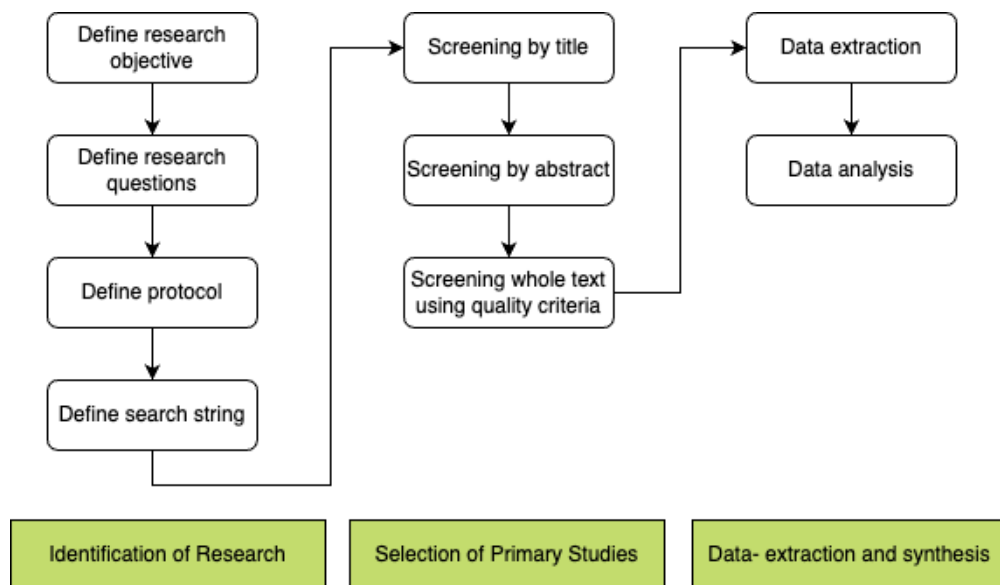 Define research
objective
Define research
questions
Define protocol
Define search string
Screening by title
Screening by abstract
Screening whole text
using quality criteria
Data extraction
Data analysis
Identification of Research
Selection of Primary Studies
Data- extraction and synthesis